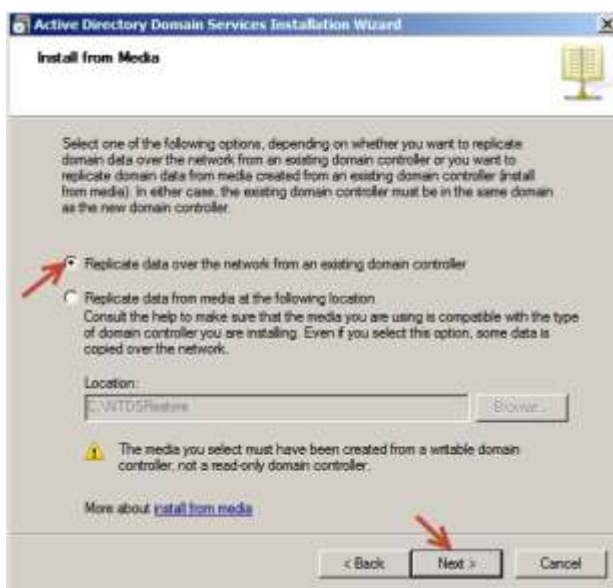 Active Directory Domain Services Installation Wizard
Install from Media
Select one of the following options, depending on whether you want to replicate
domain data over the network from an existing domain controller or you want to
replicate domain data from media created from an existing domain controller (install
from media). In either case, the existing domain controller must be in the same domain
as the new domain controller.
Replicate data over the network from an existing domain controller
Replicate data from media at the following location
Consult the help to make sure that the media you are using is compatible with the type
of domain controller you are installing. Even if you select this option, some data is
copied over the network.
Location:
Browse...
The media you select must have been created from a writable domain
controller, not a read-only domain controller.
More about install from media
< Back
Next >
Cancel